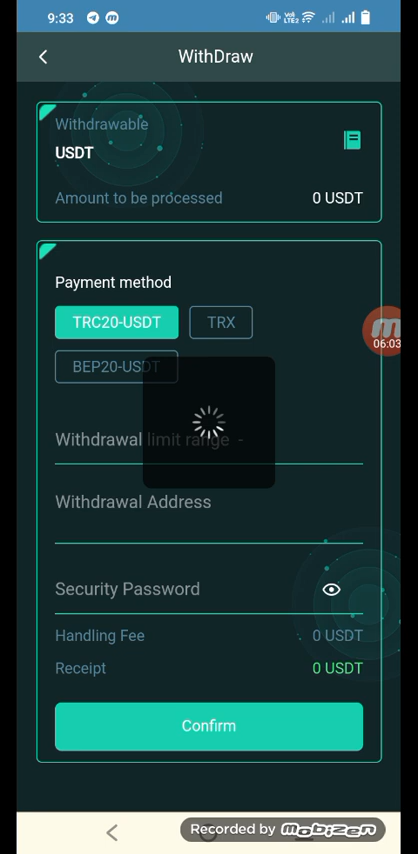 9:33
Vo)
LTE2
WithDraw
Withdrawable
USDT
Amount to be processed 0 USDT
Payment method
TRC20-USDT TRX
BEP20-USDT
Withdrawal limit range -
Withdrawal Address
Security Password
Handling Fee 0 USDT
Receipt 0 USDT
Confirm
06:03
Recorded by mobizen